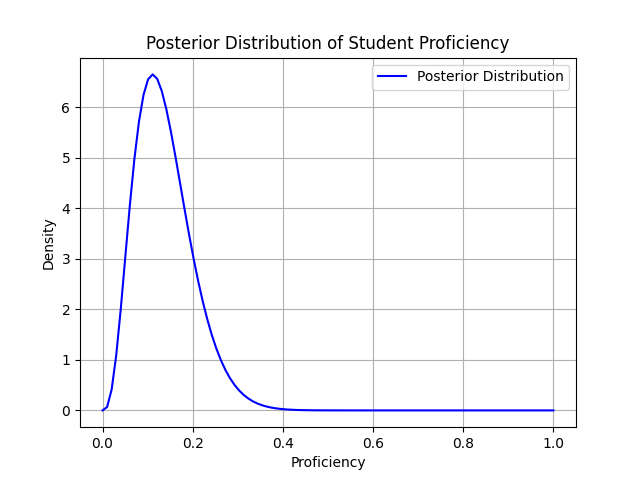 Posterior Distribution of Student Proficiency
Posterior Distribution
Density
6
5
4
3
2
1
0
0.0 0.2 0.4 0.6 0.8 1.0
Proficiency